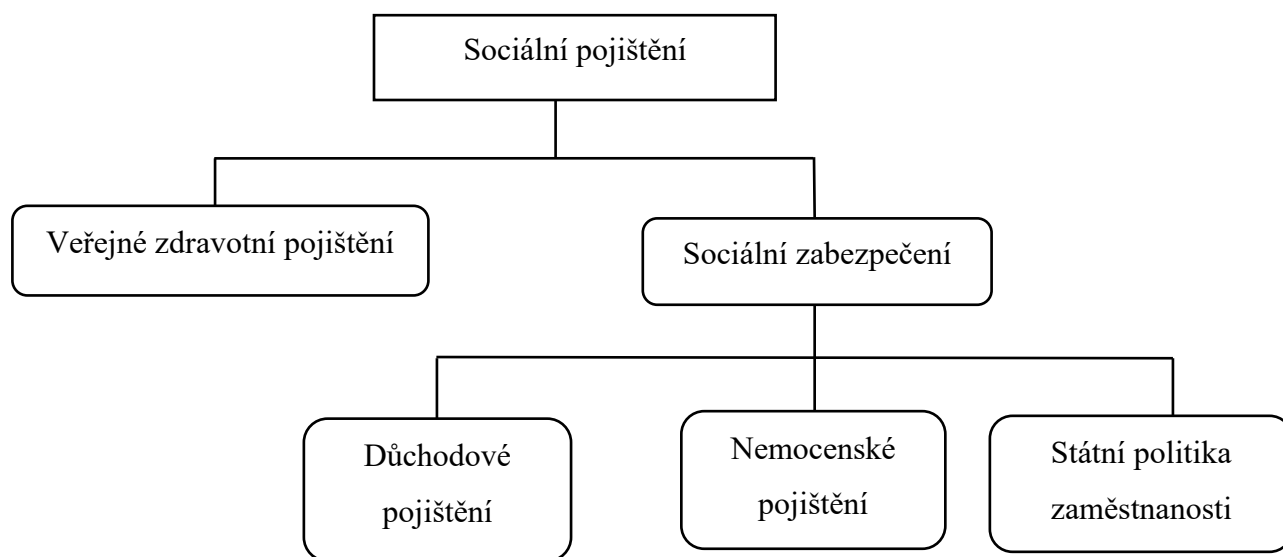 Sociální pojištění
Veřejné zdravotní pojištění
Sociální zabezpečení
Důchodové
pojištění
Nemocenské
pojištění
Státní politika
zaměstnanosti